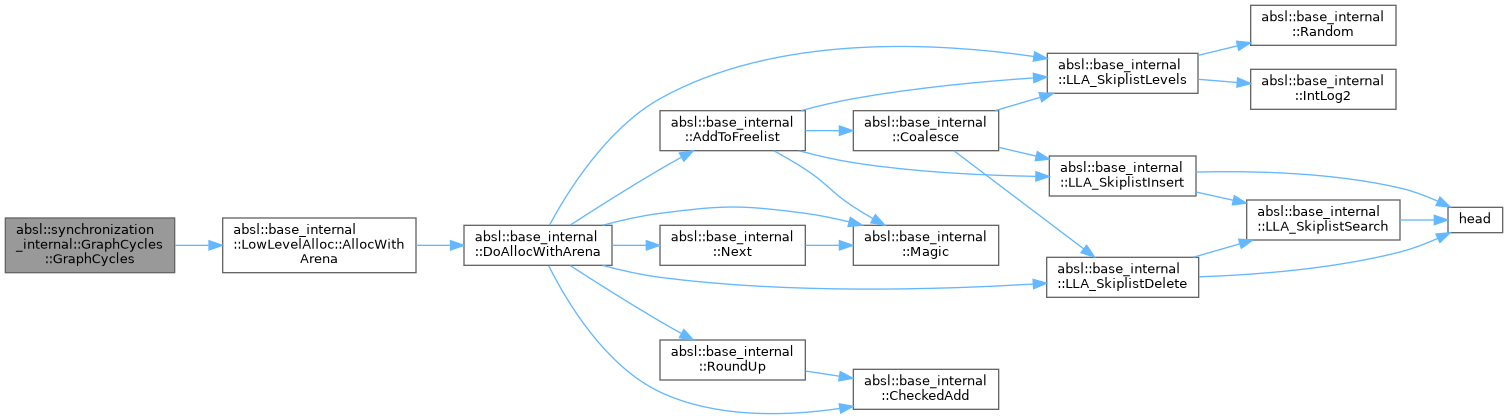 absl::synchronization
_internal::GraphCycles
::GraphCycles
absl::base_internal
::LowLevelAlloc::AllocWith
Arena
absl::base_internal
::DoAllocWithArena
absl::base_internal
::AddToFreelist
absl::base_internal
::Next
absl::base_internal
::RoundUp
absl::base_internal
::Coalesce
absl::base_internal
::Magic
absl::base_internal
::CheckedAdd
absl::base_internal
::LLA_SkiplistLevels
absl::base_internal
::LLA_SkiplistInsert
absl::base_internal
::LLA_SkiplistDelete
absl::base_internal
::Random
absl::base_internal
::IntLog2
absl::base_internal
::LLA_SkiplistSearch
head